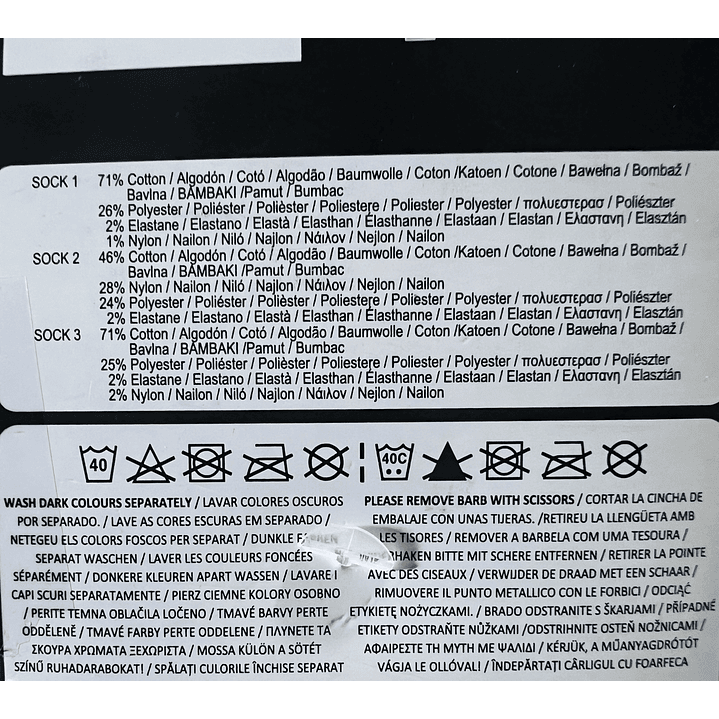 SOCK 1 71% Cotton / Algodón / Cotó / Algodão / Baumwolle / Coton /Katoen / Cotone / Bawełna / Bombaž /
Bavlna / BAMBAKI /Pamut / Bumbac
26% Polyester / Poliéster / Polièster / Poliestere / Poliester / Polyester / πολυεστερασ / Poliészter
2% Elastane / Elastano / Elastà / Elasthan / Élasthanne / Elastaan / Elastan / Ελαστανη / Elasztán
1% Nylon / Nailon / Niló / Najlon / Νάιλον / Nejlon / Nailon
SOCK 2 46% Cotton / Algodón / Cotó / Algodão / Baumwolle / Coton /Katoen / Cotone / Bawełna / Bombaž /
Bavlna / BAMBAKI /Pamut / Bumbac
28% Nylon / Nailon / Niló / Najlon / Νάιλον / Nejlon / Nailon
24% Polyester / Poliéster / Polièster / Poliestere / Poliester / Polyester / πολυεστερασ / Poliészter
2% Elastane / Elastano / Elastà / Elasthan / Élasthanne / Elastaan / Elastan / Ελαστανη / Elasztán
SOCK 3 71% Cotton / Algodón / Cotó / Algodão / Baumwolle / Coton /Katoen / Cotone / Bawełna / Bombaž /
Bavlna / BAMBAKI /Pamut / Bumbac
25% Polyester / Poliéster / Polièster / Poliestere / Poliester / Polyester / πολυεστερασ / Poliészter
2% Elastane / Elastano / Elastà / Elasthan / Élasthanne / Elastaan / Elastan / Ελαστανη / Elasztán
2% Nylon / Nailon / Niló / Najlon / Νάιλον / Nejlon / Nailon
40
WASH DARK COLOURS SEPARATELY / LAVAR COLORES OSCUROS
POR SEPARADO. / LAVE AS CORES ESCURAS EM SEPARADO /
NETEGEU ELS COLORS FOSCOS PER SEPARAT / DUNKLE
SEPARAT WASCHEN / LAVER LES COULEURS FONCÉES
SÉPARÉMENT / DONKERE KLEUREN APART WASSEN / LAVARE I
CAPI SCURI SEPARATAMENTE / PIERZ CIEMNE KOLORY OSOBNO
/ PERITE TEMNA OBLAČILA LOČENO / TMAVÉ BARVY PERTE
ODDĚLENĚ / TMAVÉ FARBY PERTE ODDELENE / ΠΛΥΝΕΤΕ ΤΑ
ΣΚΟΥΡΑ ΧΡΩΜΑΤΑ ΞΕΧΩΡΙΣΤΑ / MOSSA KÜLÖN A SÖTÉT
SZÍNŰ RUHADARABOKAT! / SPĂLAȚI CULORILE ÎNCHISE SEPARAT
40C
PLEASE REMOVE BARB WITH SCISSORS / CORTAR LA CINCHA DE
EMBALAJE CON UNAS TIJERAS. /RETIREU LA LLENGÜETA AMB
LES TISORES / REMOVER A BARBELA COM UMA TESOURA /
BITTE MIT SCHERE ENTFERNEN / RETIRER LA POINTE
AVEC DES CISEAUX / VERWIJDER DE DRAAD MET EEN SCHAAR /
RIMUOVERE IL PUNTO METALLICO CON LE FORBICI / ODCIĄĆ
ETYKIETĘ NOŻYCZKAMI. / BRADO ODSTRANITE S ŠKARJAMI / PŘÍPADNÉ
ETIKETY ODSTRAŇTE NŮŽKAMI /ODSTRIHNITE OSTEŇ NOŽNICAMI /
ΑΦΑΙΡΕΣΤΕ ΤΗ ΜΥΤΗ ΜΕ ΨΑΛΙΔΙ / KÉRJÜK, A MŰANYAGDRÓTÓT
VÁGJA LE OLLÓVAL! / ÎNDEPĂRTAȚI CÂRLIGUL CU FOARFECA